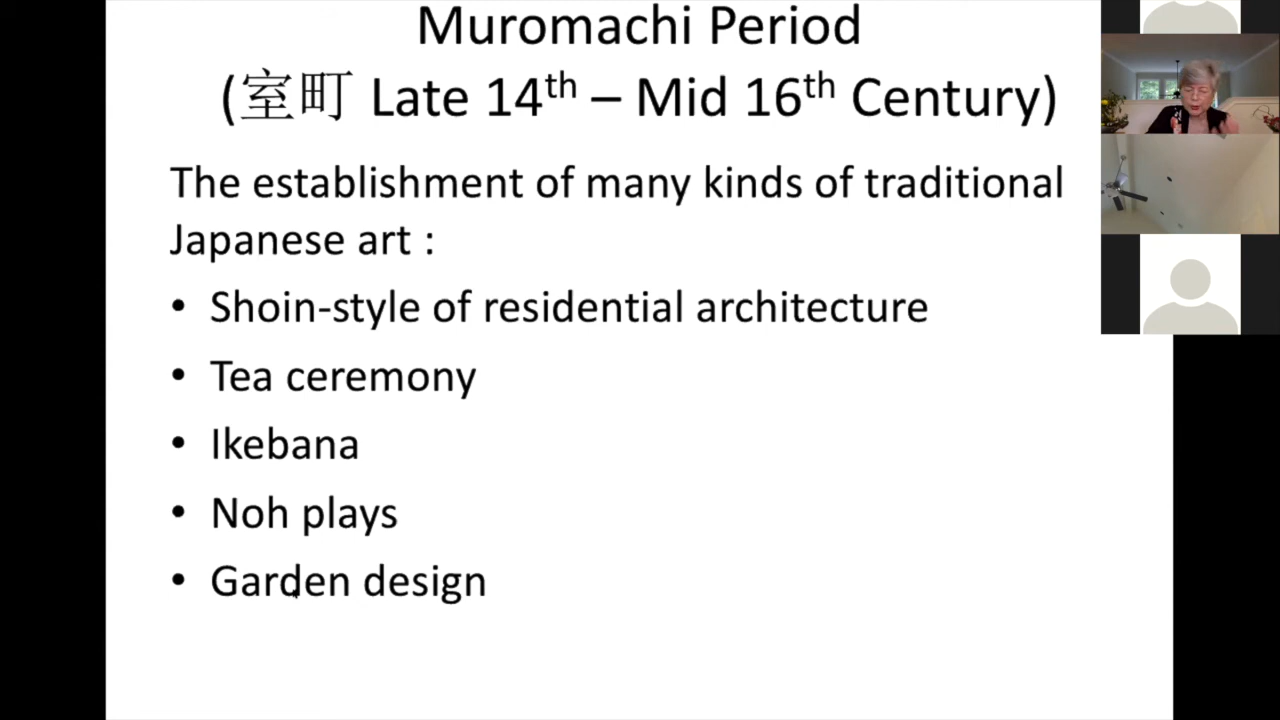 Muromachi Period
(室町 Late 14th – Mid 16th Century)
The establishment of many kinds of traditional
Japanese art :
• Shoin-style of residential architecture
• Tea ceremony
• Ikebana
• Noh plays
• Garden design